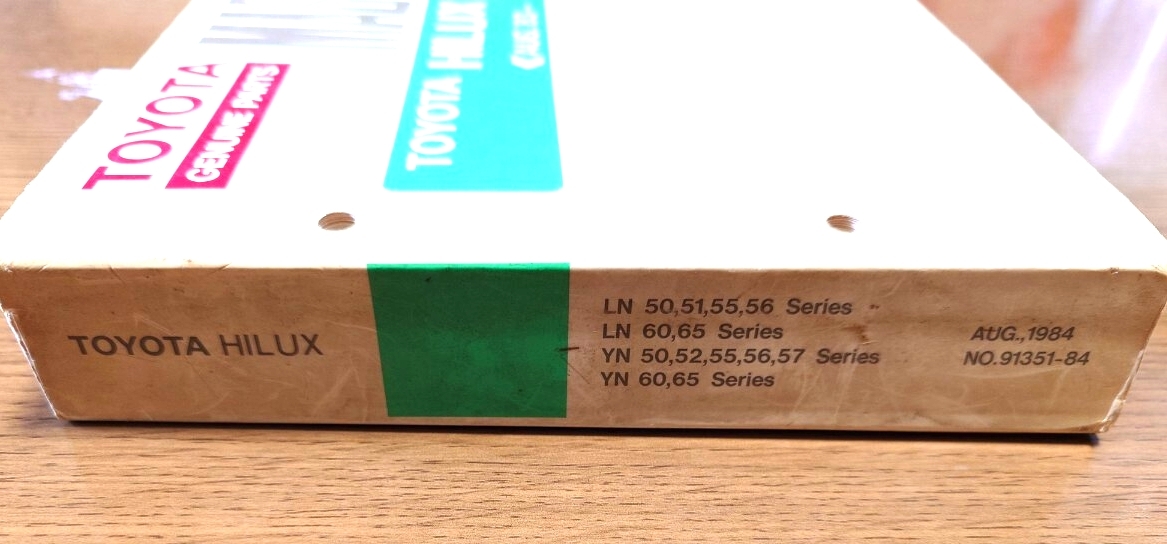 TOYOTA
GENUINE PARTS
TOYOTA HILUX
TOYOTA HILUX
LN 50,51,55,56 Series
LN 60,65 Series
YN 50,52,55,56,57 Series
YN 60,65 Series
AUG.,1984
NO.91351-84